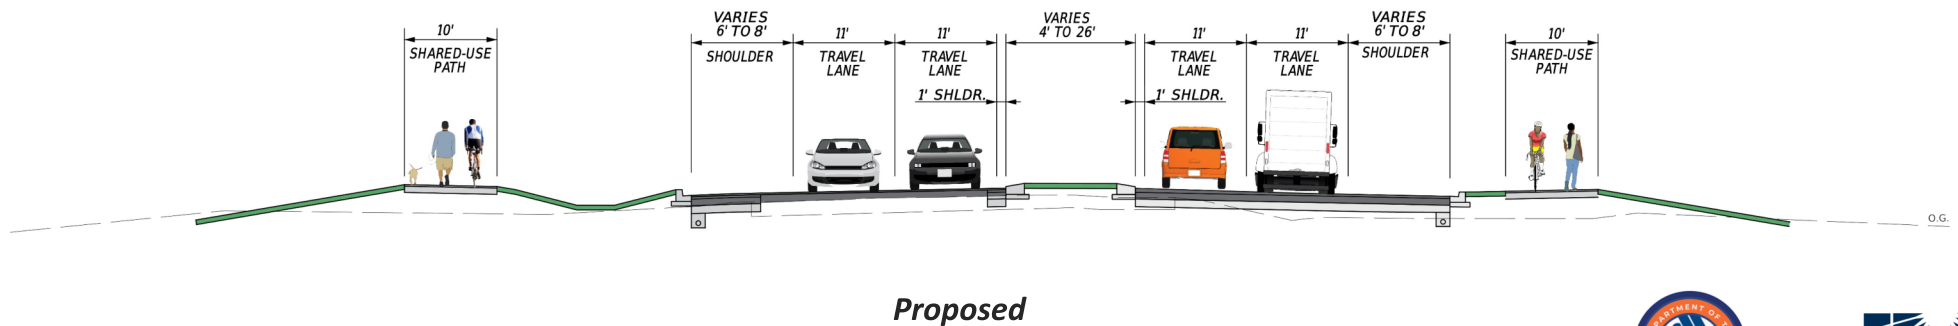 10'
SHARED-USE
PATH
VARIES
6' TO 8'
SHOULDER
11'
TRAVEL
LANE
11'
TRAVEL
LANE
1' SHLDR.
VARIES
4' TO 26'
11'
TRAVEL
LANE
1' SHLDR.
11'
TRAVEL
LANE
VARIES
6' TO 8'
SHOULDER
10'
SHARED-USE
PATH
O.G.
Proposed